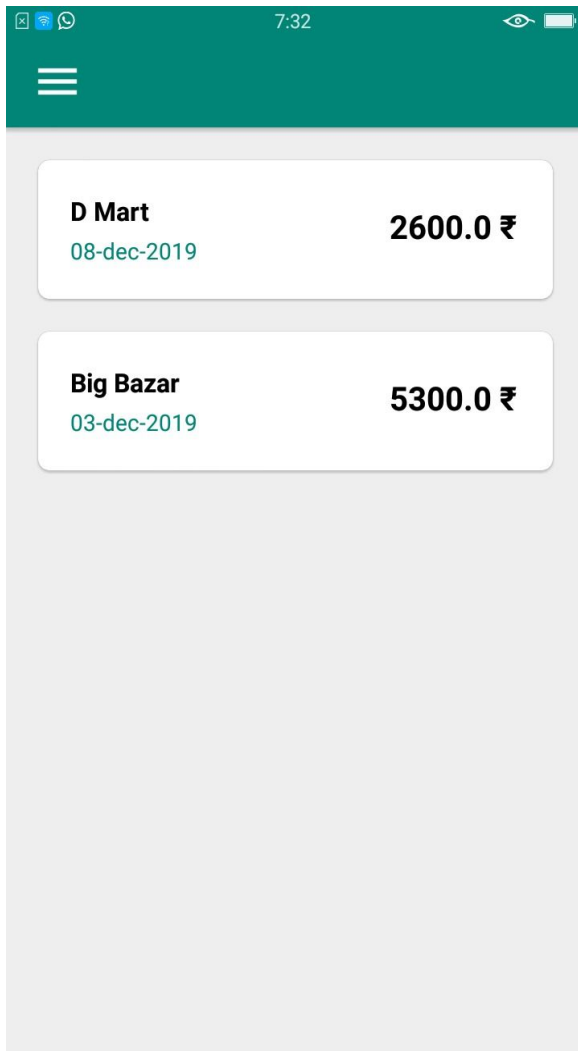 7:32
D Mart
08-dec-2019
2600.0 ₹
Big Bazar
03-dec-2019
5300.0 ₹